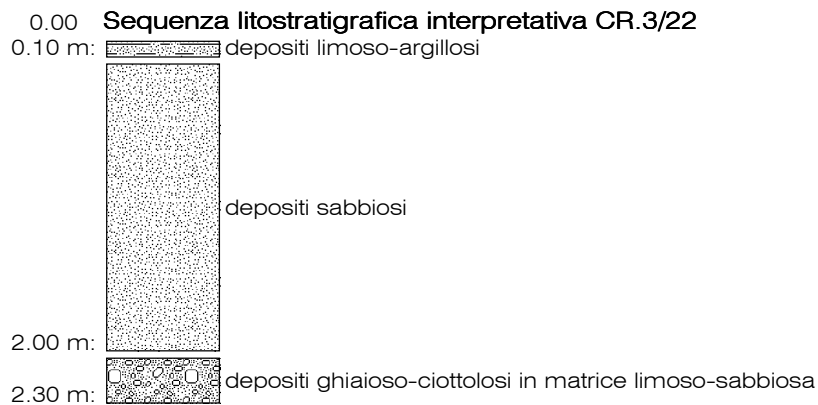 0.00 Sequenza litostratigrafica interpretativa CR.3/22
0.10 m: depositi limoso-argillosi
depositi sabbiosi
2.00 m:
depositi ghiaioso-ciottolosi in matrice limoso-sabbiosa
2.30 m: